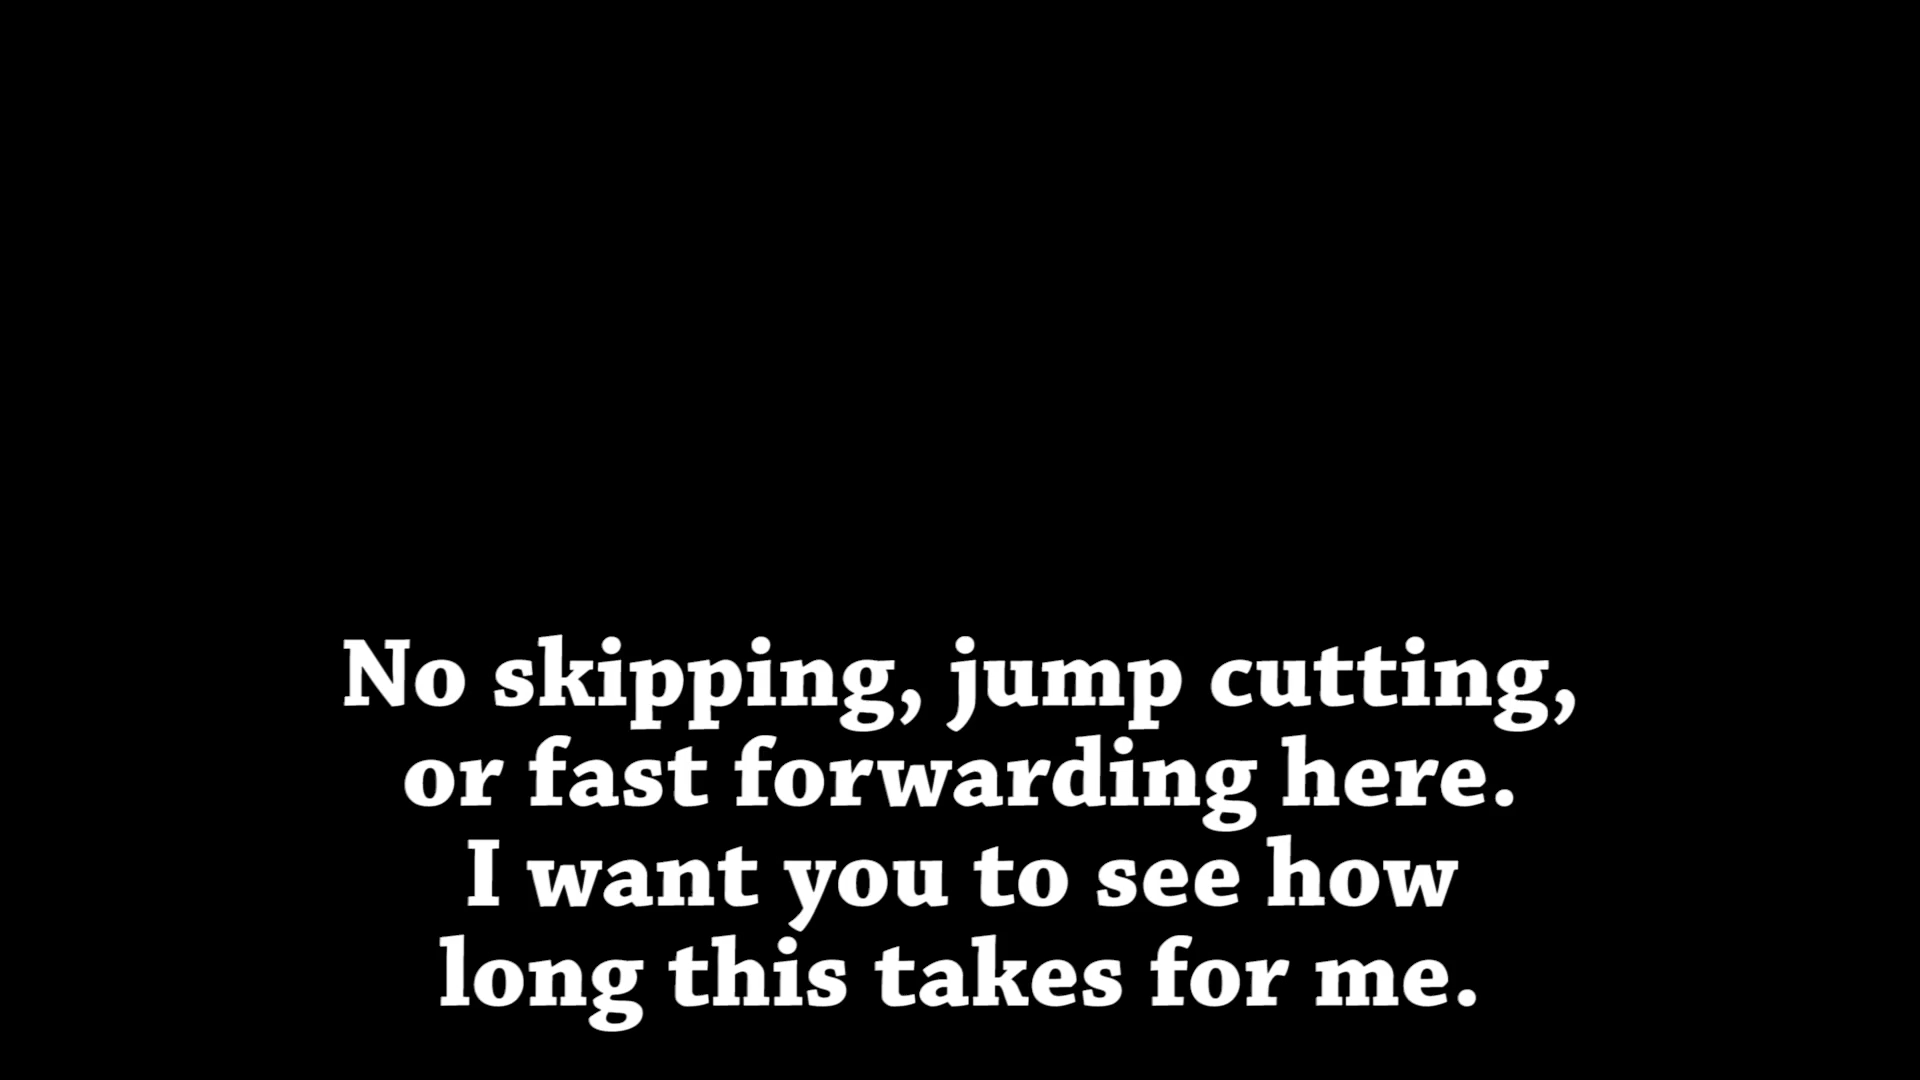 No skipping, jump cutting,
or fast forwarding here.
I want you to see how
long this takes for me.